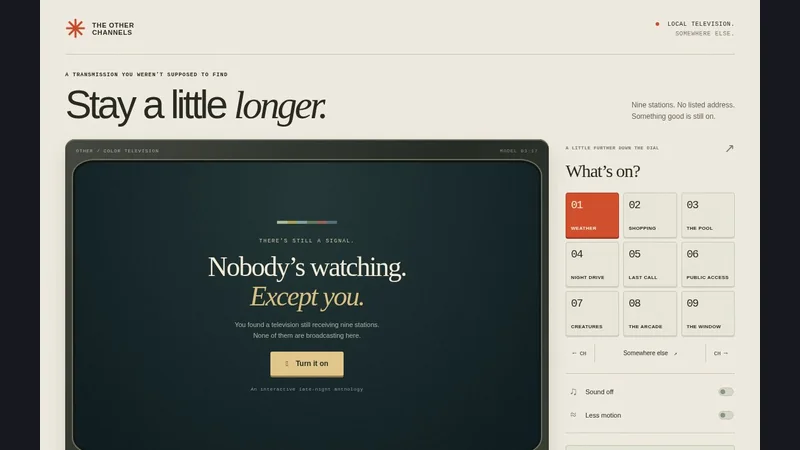 THE OTHER
CHANNELS
LOCAL TELEVISION.
SOMEWHERE ELSE.
A TRANSMISSION YOU WEREN'T SUPPOSED TO FIND
Stay a little longer.
Nine stations. No listed address.
Something good is still on.
OTHER / COLOR TELEVISION
MODEL 03:17
THERE'S STILL A SIGNAL.
Nobody's watching.
Except you.
You found a television still receiving nine stations.
None of them are broadcasting here.
Turn it on
An interactive late-night anthology
A LITTLE FURTHER DOWN THE DIAL
What's on?
01
WEATHER
02
SHOPPING
03
THE POOL
04
NIGHT DRIVE
05
LAST CALL
06
PUBLIC ACCESS
07
CREATURES
08
THE ARCADE
09
THE WINDOW
← CH
Somewhere else ↗
CH →
Sound off
Less motion